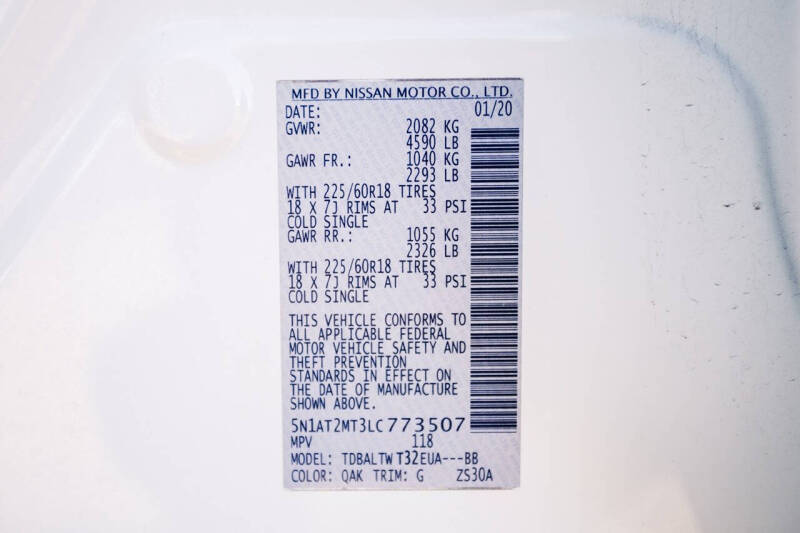 MFD BY NISSAN MOTOR CO., LTD.
DATE: 01/20
GVWR: 2082 KG
4590 LB
GAWR FR.: 1040 KG
2293 LB
WITH 225/60R18 TIRES
18 X 7J RIMS AT 33 PSI
COLD SINGLE
GAWR RR.: 1055 KG
2326 LB
WITH 225/60R18 TIRES
18 X 7J RIMS AT 33 PSI
COLD SINGLE
THIS VEHICLE CONFORMS TO
ALL APPLICABLE FEDERAL
MOTOR VEHICLE SAFETY AND
THEFT PREVENTION
STANDARDS IN EFFECT ON
THE DATE OF MANUFACTURE
SHOWN ABOVE.
5N1AT2MT3LC773507
MPV 118
MODEL: TDBALTW T32EUA---BB
COLOR: QAK TRIM: G ZS30A